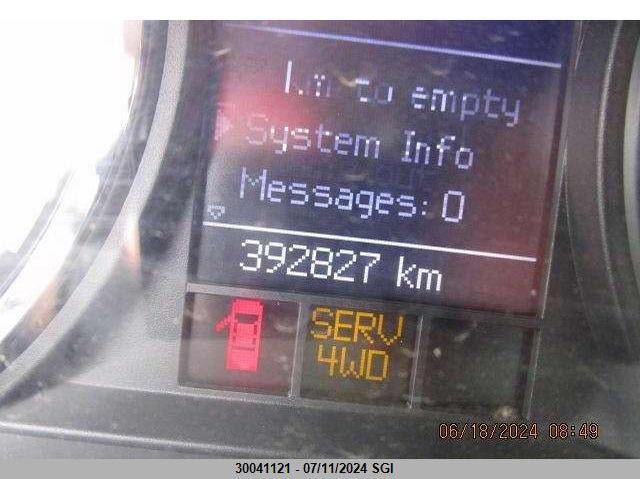 km to empty
System Info
Messages: 0
392827 km
SERV
4WD
06/18/2024 08:49
30041121 - 07/11/2024 SGI